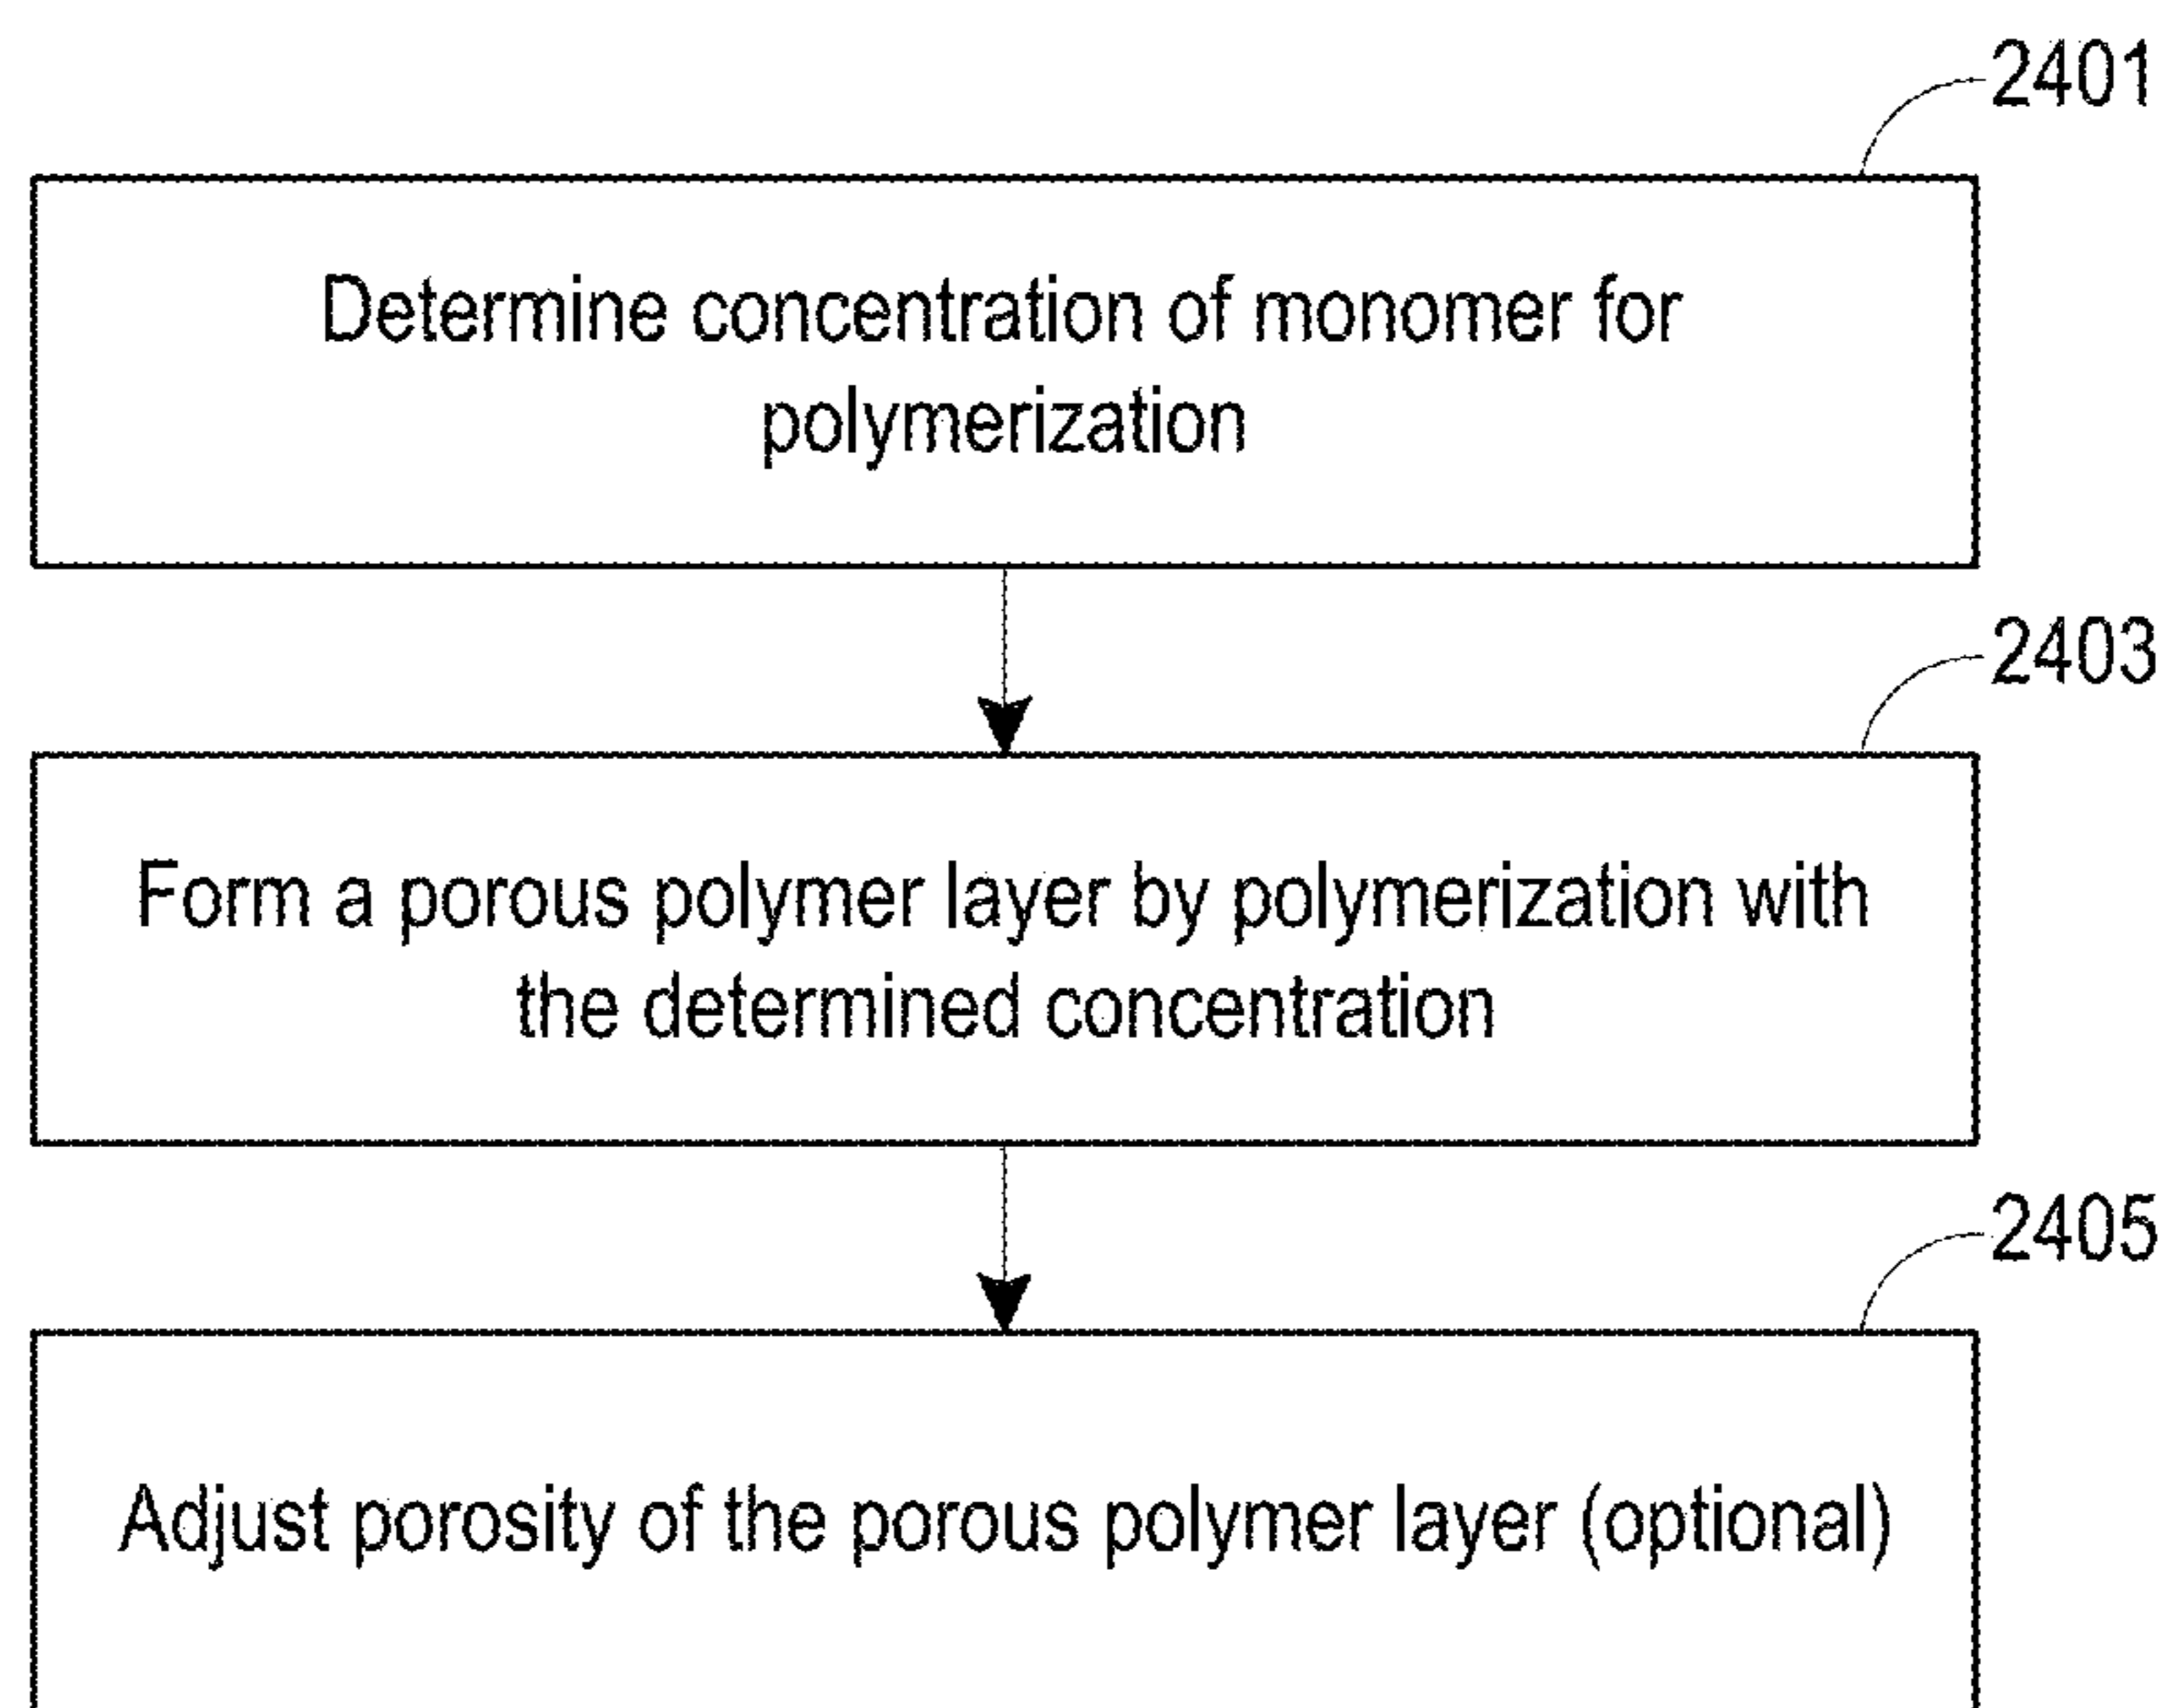 2401
Determine concentration of monomer for
polymerization
2403
Form a porous polymer layer by polymerization with
the determined concentration
2405
Adjust porosity of the porous polymer layer (optional)